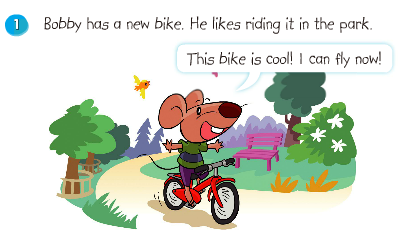 1 Bobby has a new bike. He likes riding it in the park.
This bike is cool! I can fly now!